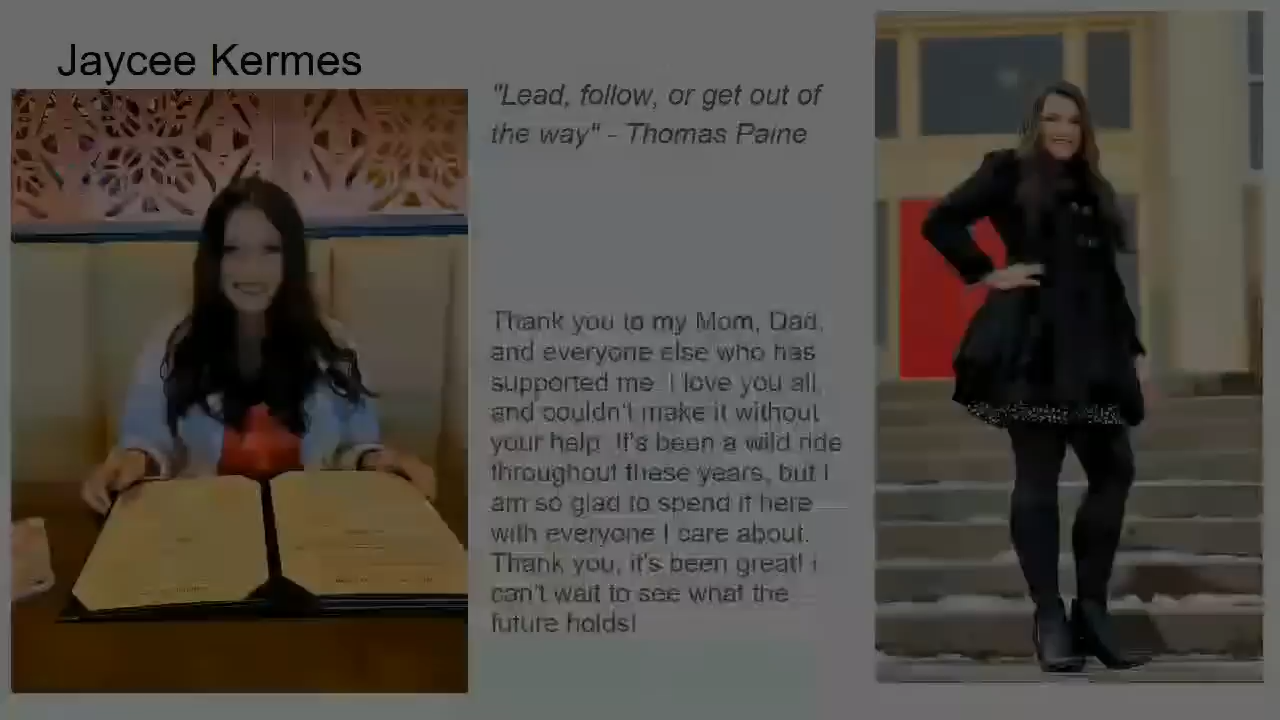 Jaycee Kermes
"Lead, follow, or get out of
the way" - Thomas Paine
Thank you to my Mom, Dad,
and everyone else who has
supported me. I love you all,
and couldn't make it without
your help. It's been a wild ride
throughout these years, but I
am so glad to spend it here
with everyone I care about.
Thank you, it's been great! I
can't wait to see what the
future holds!